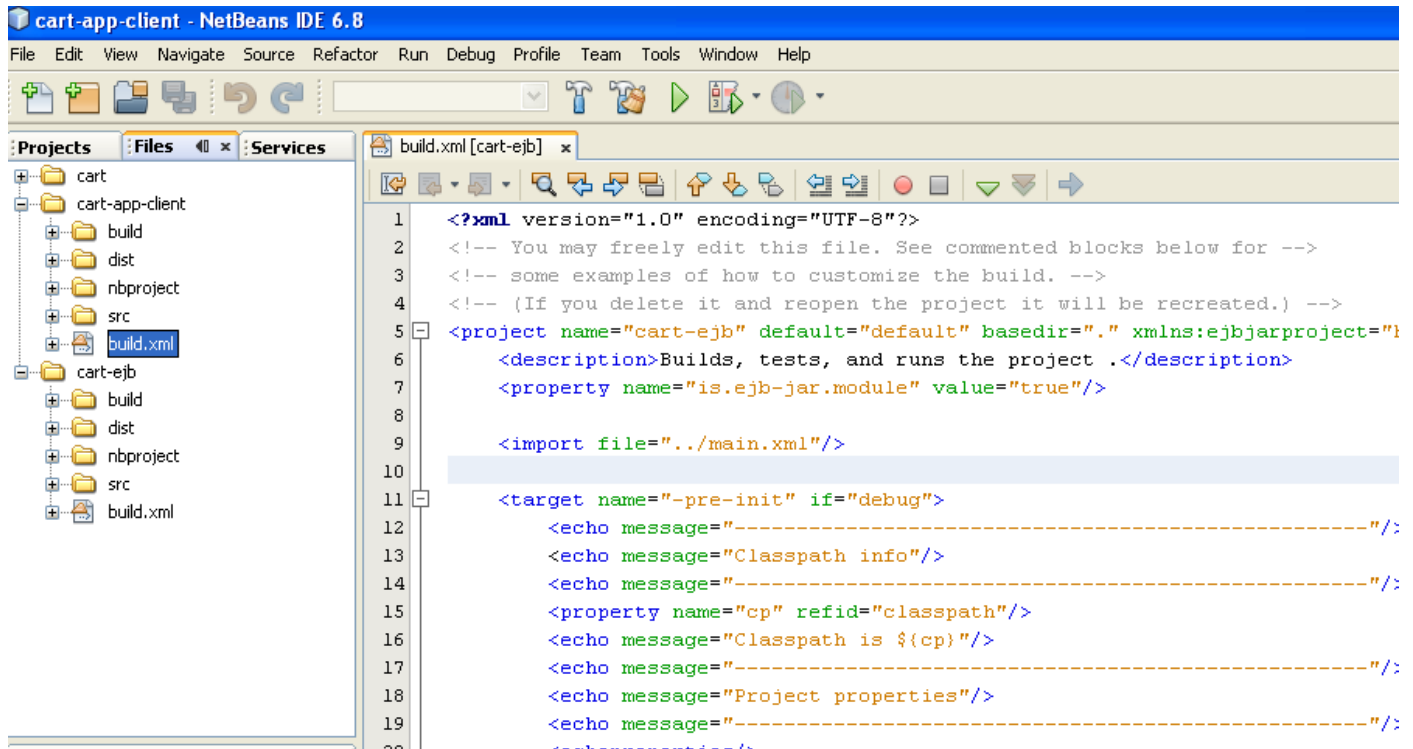 cart-app-client - NetBeans IDE 6.8
File Edit View Navigate Source Refactor Run Debug Profile Team Tools Window Help
Projects Files Services
cart
cart-app-client
build
dist
nbproject
src
build.xml
cart-ejb
build
dist
nbproject
src
build.xml
build.xml [cart-ejb]
1 <?xml version="1.0" encoding="UTF-8"?>
2 <!-- You may freely edit this file. See commented blocks below for -->
3 <!-- some examples of how to customize the build. -->
4 <!-- (If you delete it and reopen the project it will be recreated.) -->
5 <project name="cart-ejb" default="default" basedir="." xmlns:ejbjarproject="
6 <description>Builds, tests, and runs the project .</description>
7 <property name="is.ejb-jar.module" value="true"/>
8
9 <import file="../main.xml"/>
10
11 <target name="-pre-init" if="debug">
12 <echo message="---------------------------------------------------"/>
13 <echo message="Classpath info"/>
14 <echo message="---------------------------------------------------"/>
15 <property name="cp" refid="classpath"/>
16 <echo message="Classpath is ${cp}"/>
17 <echo message="---------------------------------------------------"/>
18 <echo message="Project properties"/>
19 <echo message="---------------------------------------------------"/>